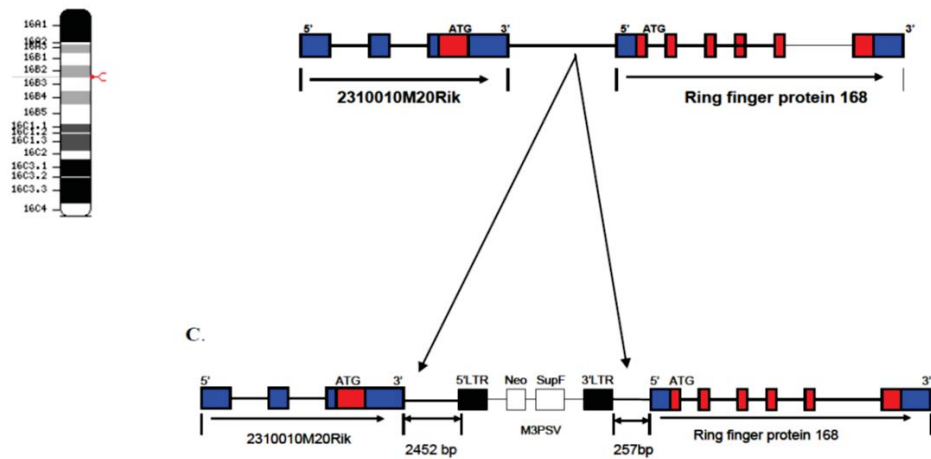 16A1
16A2
16A3
16B1
16B2
16B3
16B4
16B5
16C1.1
16C1.2
16C1.3
16C2
16C3.1
16C3.2
16C3.3
16C4
5' ATG 3' 5' ATG 3'
2310010M20Rik Ring finger protein 168
C.
5' ATG 3' 5'LTR Neo SupF 3'LTR 5' ATG 3'
2310010M20Rik M3PSV Ring finger protein 168
2452 bp 257bp